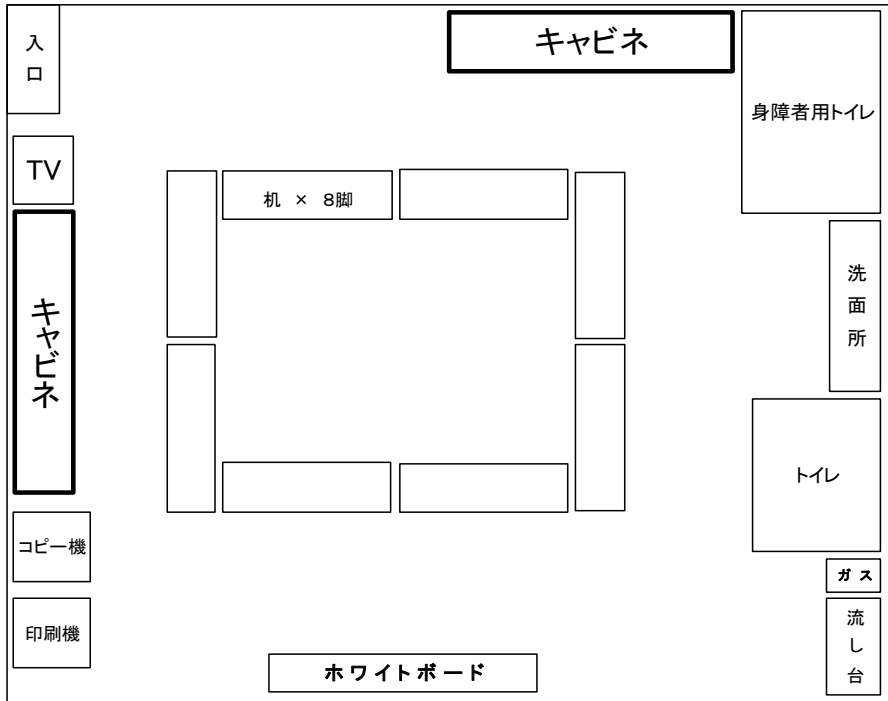 入口
キャビネ
身障者用トイレ
TV
机 × 8脚
キャビネ
洗面所
トイレ
コピー機
ガス
印刷機
流し台
ホワイトボード